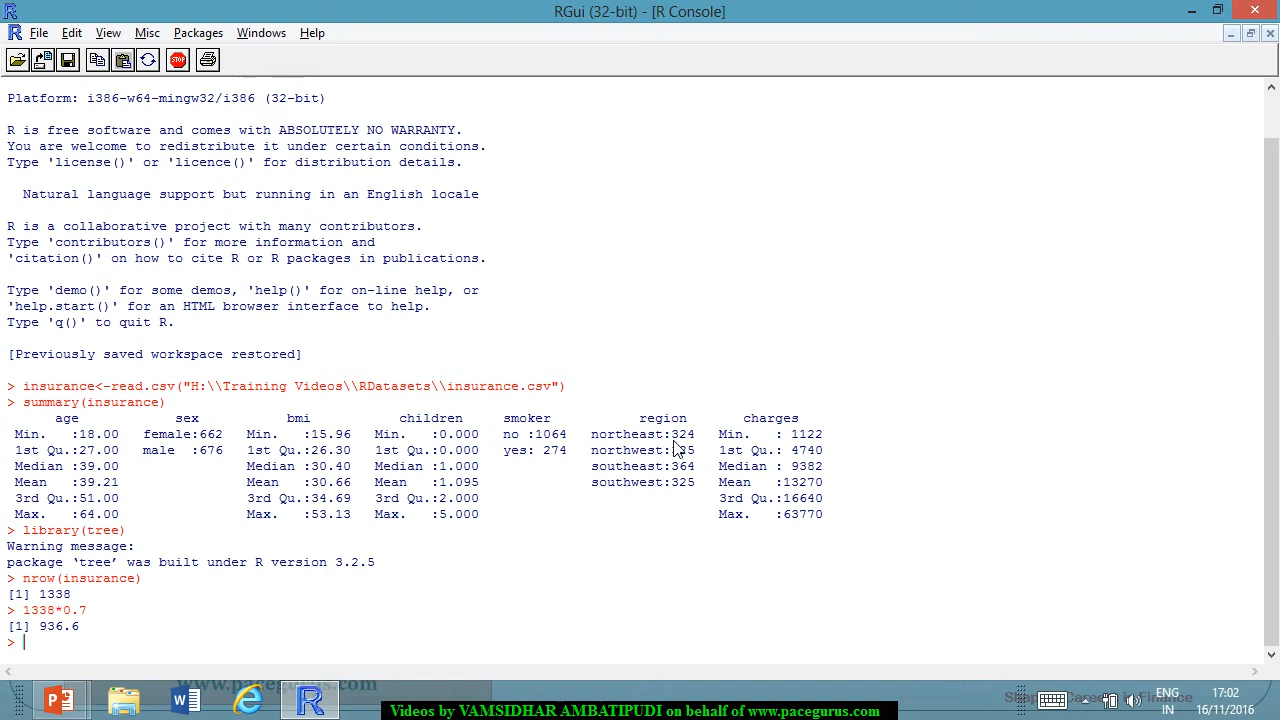 RGui (32-bit) - [R Console]
File Edit View Misc Packages Windows Help
STOP
Platform: i386-w64-mingw32/i386 (32-bit)
R is free software and comes with ABSOLUTELY NO WARRANTY.
You are welcome to redistribute it under certain conditions.
Type 'license()' or 'licence()' for distribution details.
Natural language support but running in an English locale
R is a collaborative project with many contributors.
Type 'contributors()' for more information and
'citation()' on how to cite R or R packages in publications.
Type 'demo()' for some demos, 'help()' for on-line help, or
'help.start()' for an HTML browser interface to help.
Type 'q()' to quit R.
[Previously saved workspace restored]
> insurance<-read.csv("H:\\Training Videos\\RDatasets\\insurance.csv")
> summary(insurance)
age sex bmi children smoker region charges
Min. :18.00 female:662 Min. :15.96 Min. :0.000 no :1064 northeast:324 Min. : 1122
1st Qu.:27.00 male :676 1st Qu.:26.30 1st Qu.:0.000 yes: 274 northwest: 1st Qu.: 4740
Median :39.00 Median :30.40 Median :1.000 southeast:364 Median : 9382
Mean :39.21 Mean :30.66 Mean :1.095 southwest:325 Mean :13270
3rd Qu.:51.00 3rd Qu.:34.69 3rd Qu.:2.000 3rd Qu.:16640
Max. :64.00 Max. :53.13 Max. :5.000 Max. :63770
> library(tree)
Warning message:
package ‘tree’ was built under R version 3.2.5
> nrow(insurance)
[1] 1338
> 1338*0.7
[1] 936.6
>
www.pacegurus.com
ENG 17:02
IN 16/11/2016
Videos by VAMSIDHAR AMBATIPUDI on behalf of www.pacegurus.com